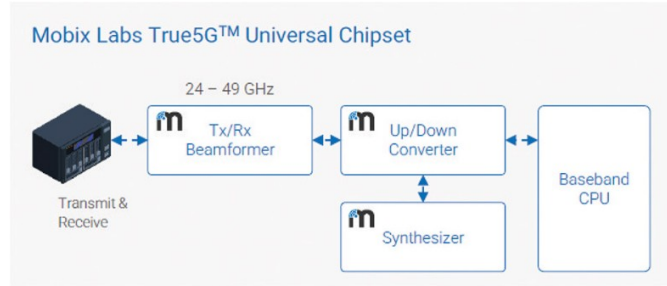 Mobix Labs True5G™ Universal Chipset
24 – 49 GHz
m
Tx/Rx
Beamformer
m
Up/Down
Converter
Baseband
CPU
Transmit &
Receive
m
Synthesizer